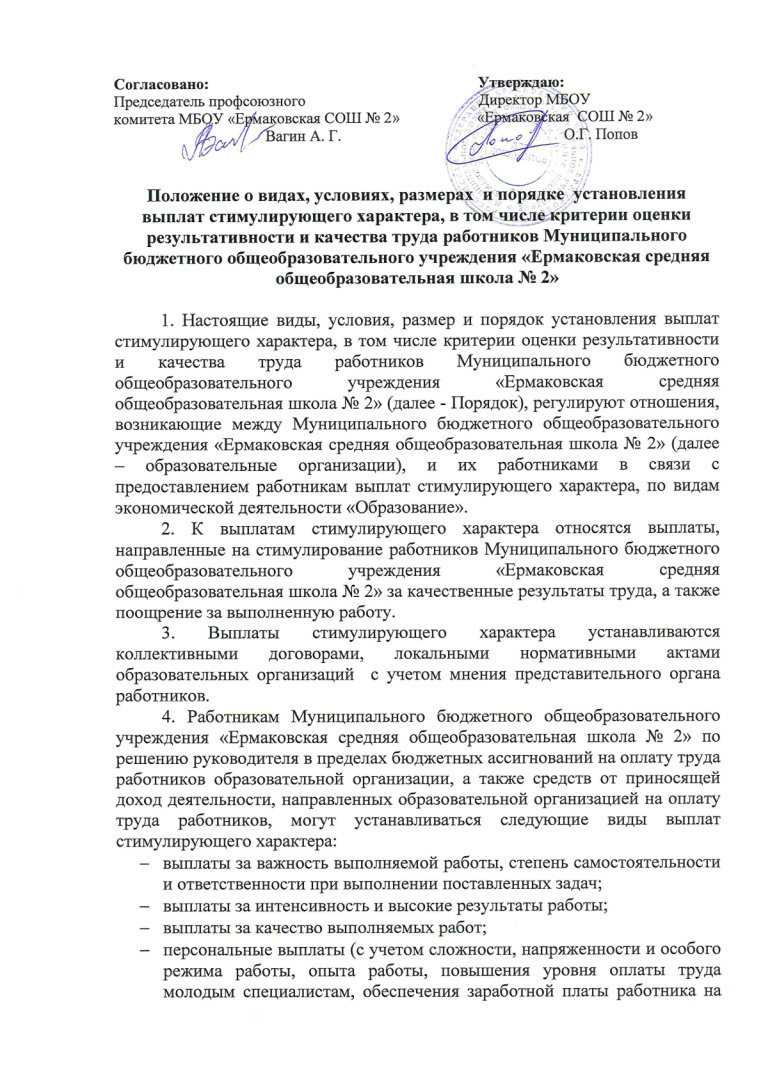 Согласовано:
Председатель профсоюзного
комитета МБОУ «Ермаковская СОШ № 2»
Вагин А. Г.
Утверждаю:
Директор МБОУ
«Ермаковская СОШ № 2»
О.Г. Попов
Положение о видах, условиях, размерах и порядке установления
выплат стимулирующего характера, в том числе критерии оценки
результативности и качества труда работников Муниципального
бюджетного общеобразовательного учреждения «Ермаковская средняя
общеобразовательная школа № 2»
1. Настоящие виды, условия, размер и порядок установления выплат
стимулирующего характера, в том числе критерии оценки результативности
и качества труда работников Муниципального бюджетного
общеобразовательного учреждения «Ермаковская средняя
общеобразовательная школа № 2» (далее - Порядок), регулируют отношения,
возникающие между Муниципального бюджетного общеобразовательного
учреждения «Ермаковская средняя общеобразовательная школа № 2» (далее
– образовательные организации), и их работниками в связи с
предоставлением работникам выплат стимулирующего характера, по видам
экономической деятельности «Образование».
2. К выплатам стимулирующего характера относятся выплаты,
направленные на стимулирование работников Муниципального бюджетного
общеобразовательного учреждения «Ермаковская средняя
общеобразовательная школа № 2» за качественные результаты труда, а также
поощрение за выполненную работу.
3. Выплаты стимулирующего характера устанавливаются
коллективными договорами, локальными нормативными актами
образовательных организаций с учетом мнения представительного органа
работников.
4. Работникам Муниципального бюджетного общеобразовательного
учреждения «Ермаковская средняя общеобразовательная школа № 2» по
решению руководителя в пределах бюджетных ассигнований на оплату труда
работников образовательной организации, а также средств от приносящей
доход деятельности, направленных образовательной организацией на оплату
труда работников, могут устанавливаться следующие виды выплат
стимулирующего характера:
– выплаты за важность выполняемой работы, степень самостоятельности
и ответственности при выполнении поставленных задач;
– выплаты за интенсивность и высокие результаты работы;
– выплаты за качество выполняемых работ;
– персональные выплаты (с учетом сложности, напряженности и особого
режима работы, опыта работы, повышения уровня оплаты труда
молодым специалистам, обеспечения заработной платы работника на